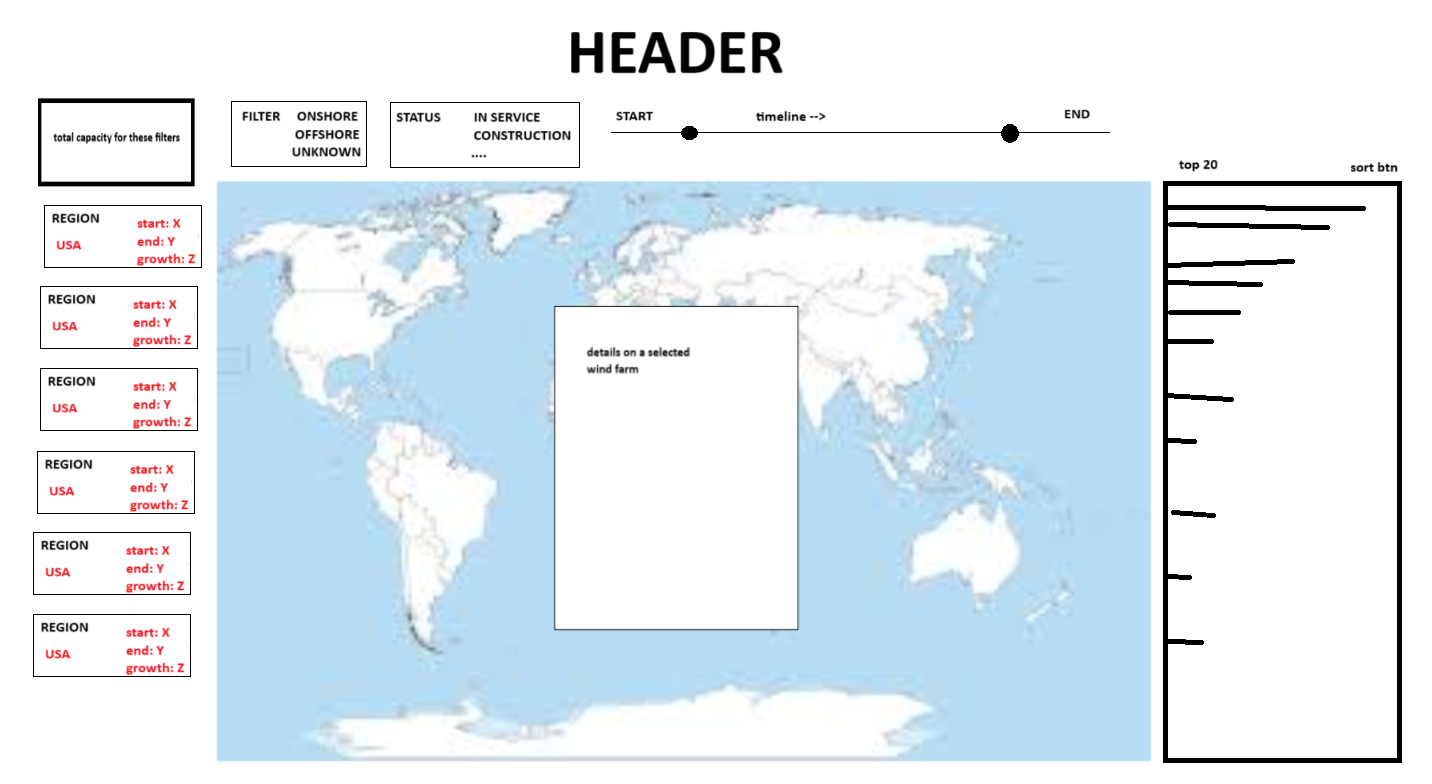 HEADER
total capacity for these filters
FILTER ONSHORE
OFFSHORE
UNKNOWN
STATUS IN SERVICE
CONSTRUCTION
....
START timeline --> END
top 20 sort btn
REGION
USA
start: X
end: Y
growth: Z
REGION
USA
start: X
end: Y
growth: Z
REGION
USA
start: X
end: Y
growth: Z
REGION
USA
start: X
end: Y
growth: Z
REGION
USA
start: X
end: Y
growth: Z
REGION
USA
start: X
end: Y
growth: Z
details on a selected
wind farm